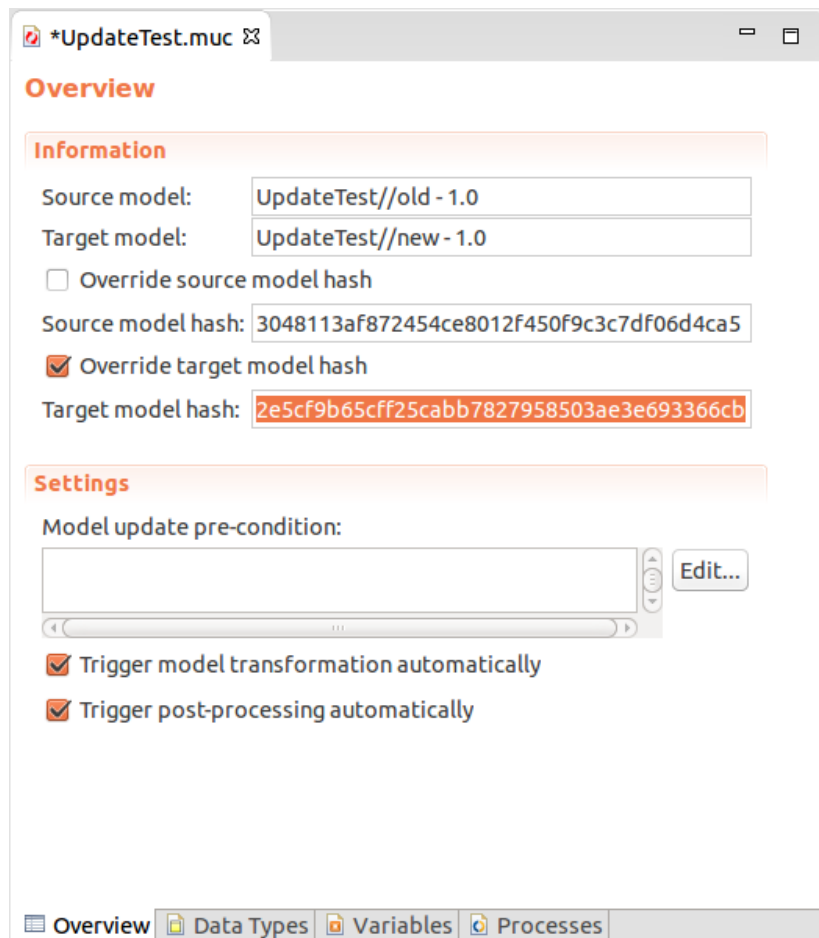 *UpdateTest.muc
Overview
Information
Source model: UpdateTest//old - 1.0
Target model: UpdateTest//new - 1.0
Override source model hash
Source model hash: 3048113af872454ce8012f450f9c3c7df06d4ca5
Override target model hash
Target model hash: 2e5cf9b65cff25cabb7827958503ae3e693366cb
Settings
Model update pre-condition:
Edit...
Trigger model transformation automatically
Trigger post-processing automatically
Overview Data Types Variables Processes